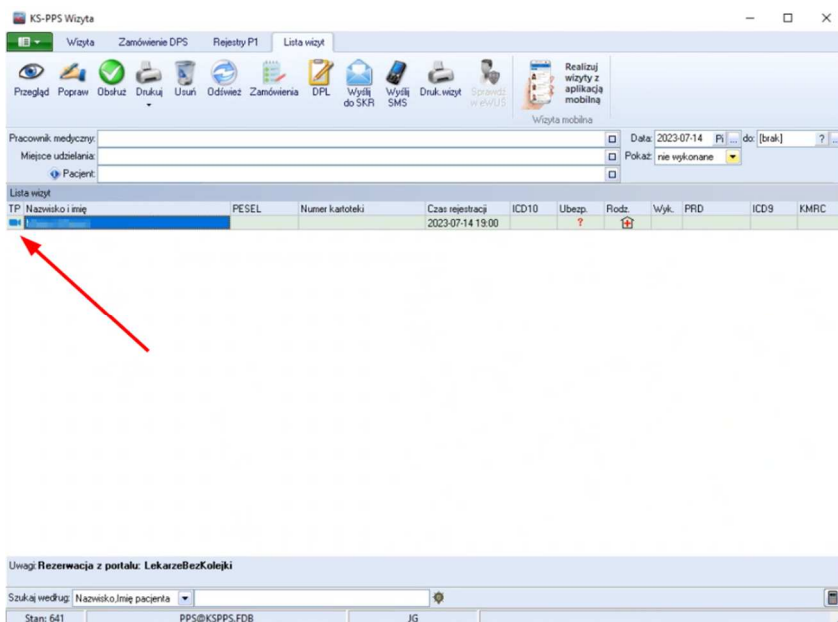 KS-PPS Wizyta
Wizyta Zamówienie DPS Rejestry P1 Lista wizyt
Przegląd Popraw Obsłuż Drukuj Usuń Odśwież Zamówienia DPL Wyślij do SKR Wyślij SMS Druk.wizyt Sprawdź w eWUŚ Realizuj wizyty z aplikacją mobilną
Wizyta mobilna
Pracownik medyczny: Data: 2023-07-14 Pi ... do: [brak] ? ...
Miejsce udzielania: Pokaż: nie wykonane
Pacjent:
Lista wizyt
TP Nazwisko i imię PESEL Numer kartoteki Czas rejestracji ICD10 Ubezp. Rodz. Wyk. PRD ICD9 KMRC
2023-07-14 19:00 ?
Uwagi: Rezerwacja z portalu: LekarzeBezKolejki
Szukaj według: Nazwisko,Imię pacjenta
Stan: 641 PPS@KSPPS.FDB JG